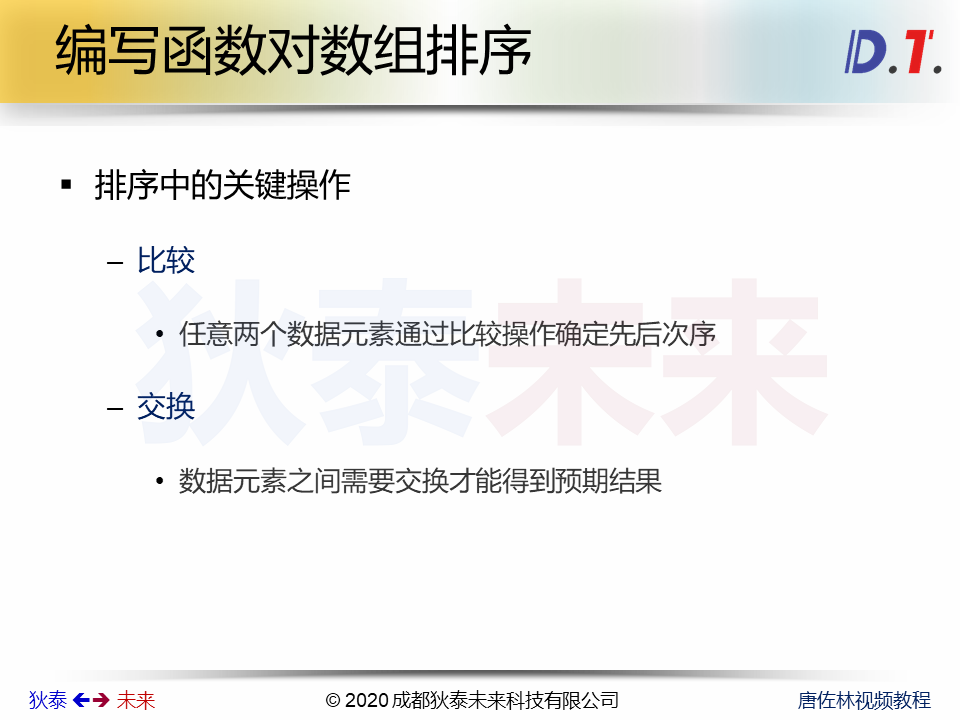 编写函数对数组排序
D.T.
▪ 排序中的关键操作
– 比较
• 任意两个数据元素通过比较操作确定先后次序
– 交换
• 数据元素之间需要交换才能得到预期结果
狄泰未来
狄泰 🡸🡺 未来
© 2020 成都狄泰未来科技有限公司
唐佐林视频教程